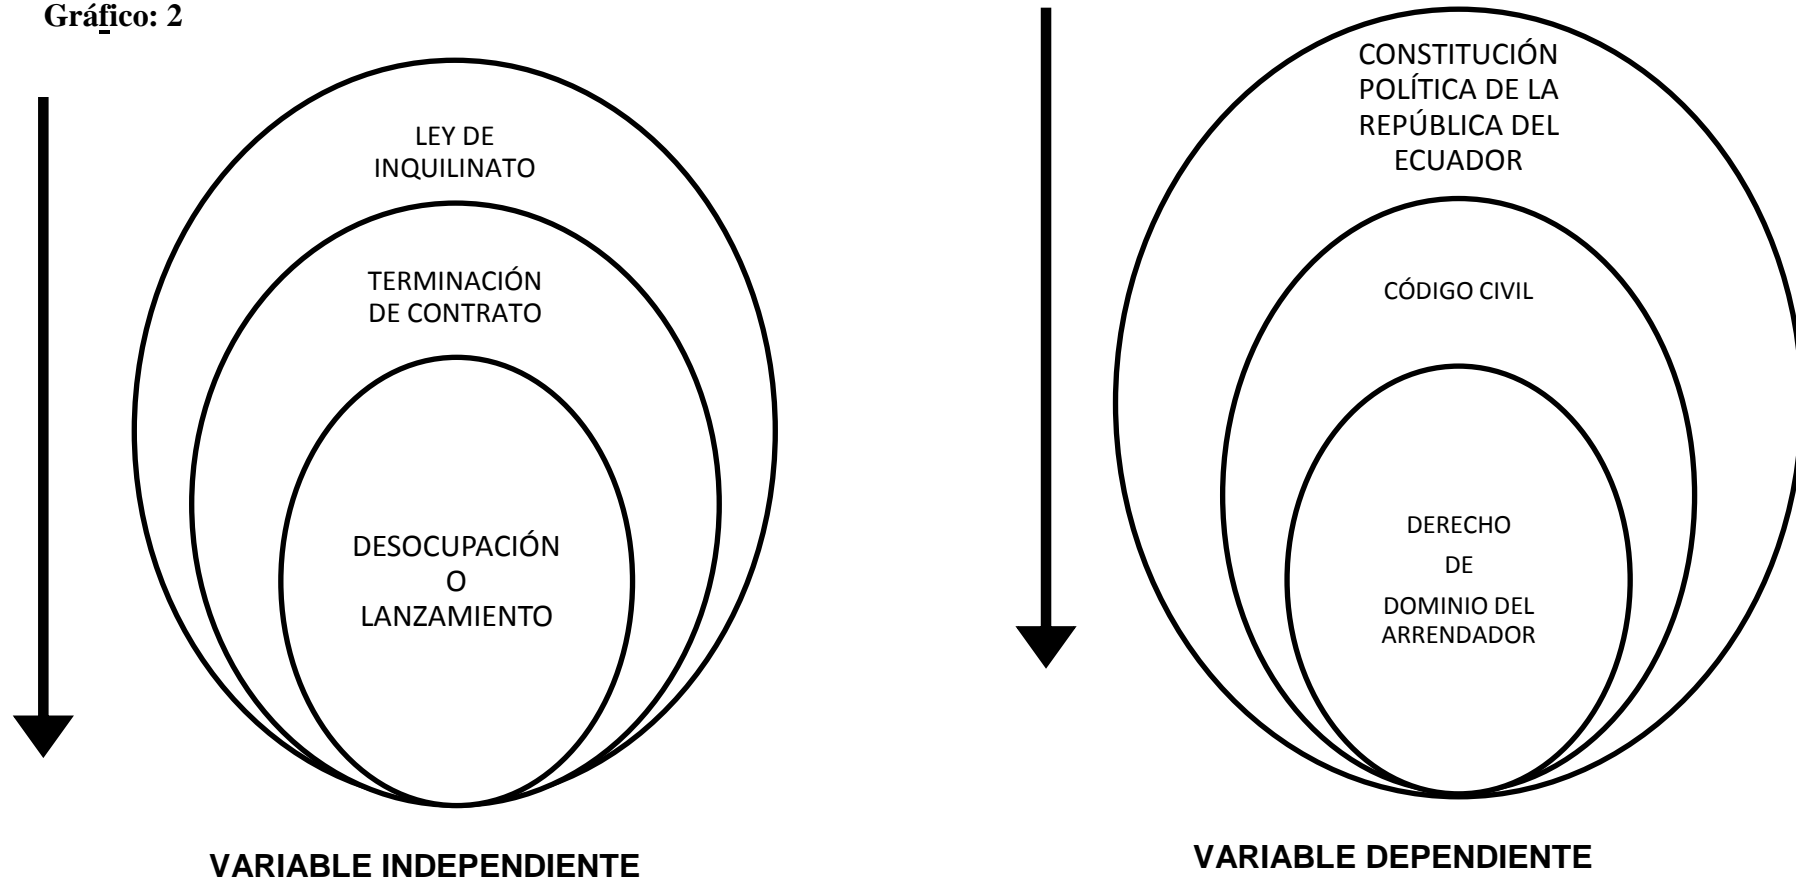 Gráfico: 2
LEY DE
INQUILINATO
TERMINACIÓN
DE CONTRATO
DESOCUPACIÓN
O
LANZAMIENTO
VARIABLE INDEPENDIENTE
CONSTITUCIÓN
POLÍTICA DE LA
REPÚBLICA DEL
ECUADOR
CÓDIGO CIVIL
DERECHO
DE
DOMINIO DEL
ARRENDADOR
VARIABLE DEPENDIENTE